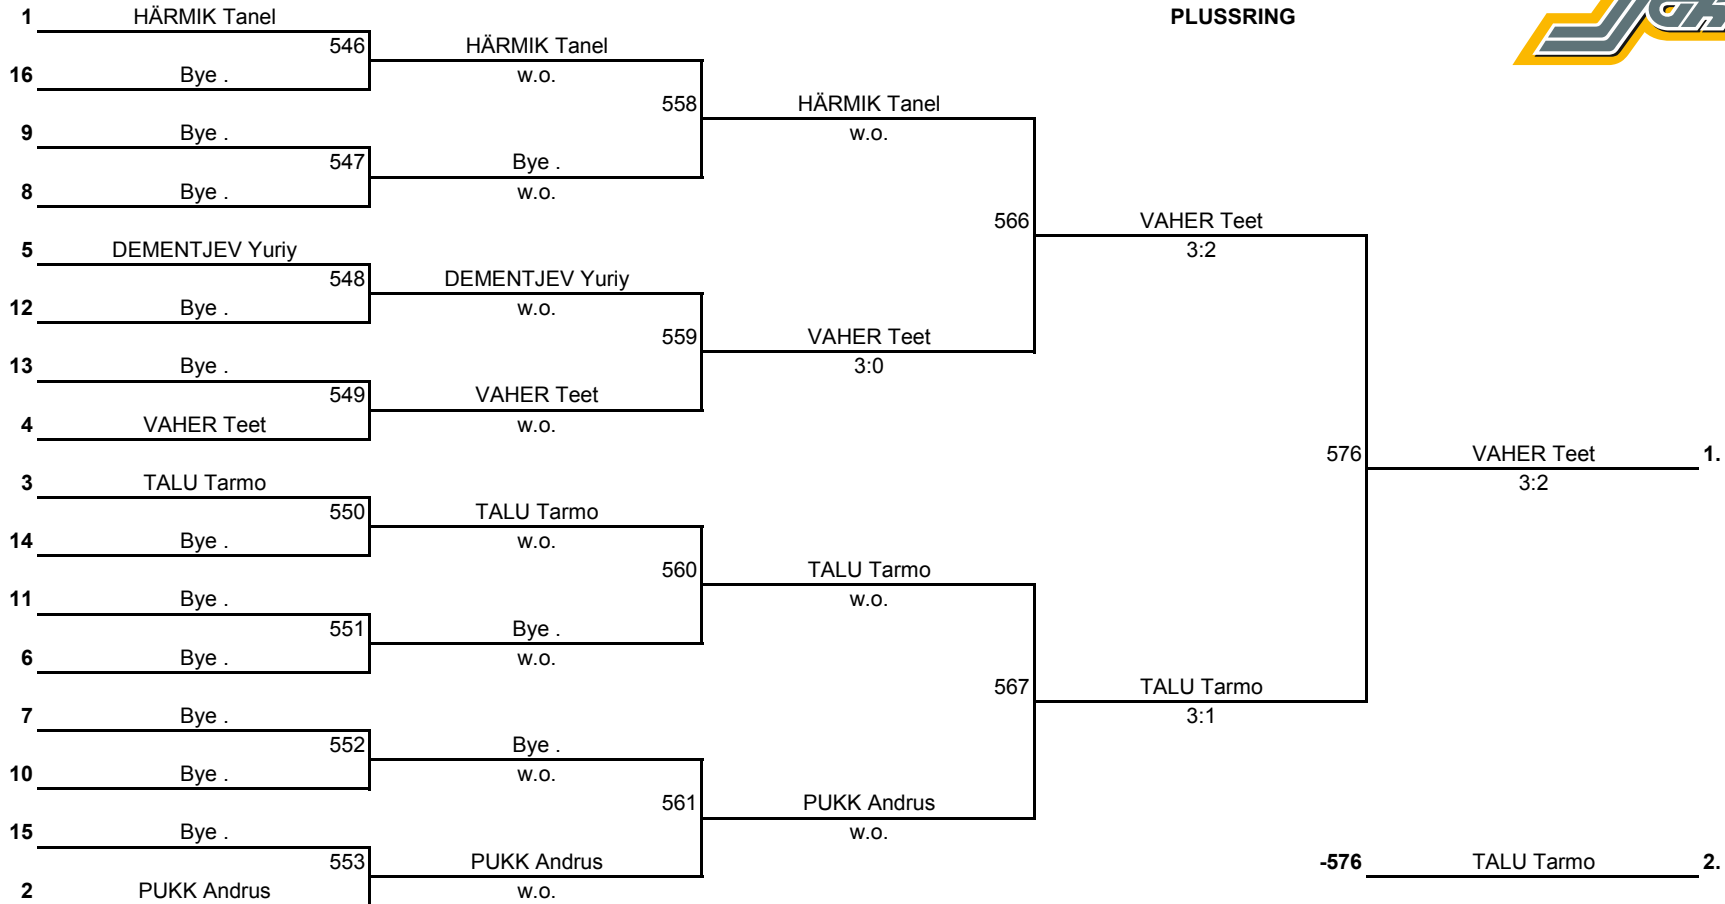 1 HÄRMIK Tanel PLUSSRING
546 HÄRMIK Tanel
16 Bye . w.o.
558 HÄRMIK Tanel
9 Bye . w.o.
547 Bye .
8 Bye . w.o.
566 VAHER Teet
5 DEMENTJEV Yuriy 3:2
548 DEMENTJEV Yuriy
12 Bye . w.o.
559 VAHER Teet
13 Bye . 3:0
549 VAHER Teet
4 VAHER Teet w.o.
576 VAHER Teet 1.
3 TALU Tarmo 3:2
550 TALU Tarmo
14 Bye . w.o.
560 TALU Tarmo
11 Bye . w.o.
551 Bye .
6 Bye . w.o.
567 TALU Tarmo
7 Bye . 3:1
552 Bye .
10 Bye . w.o.
561 PUKK Andrus
15 Bye . w.o.
553 PUKK Andrus -576 TALU Tarmo 2.
2 PUKK Andrus w.o.